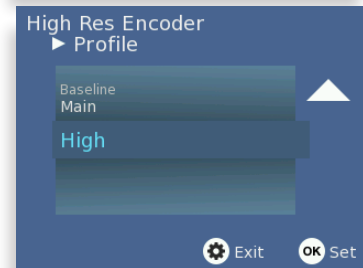 High Res Encoder
▶ Profile
Baseline
Main
High
Exit OK Set